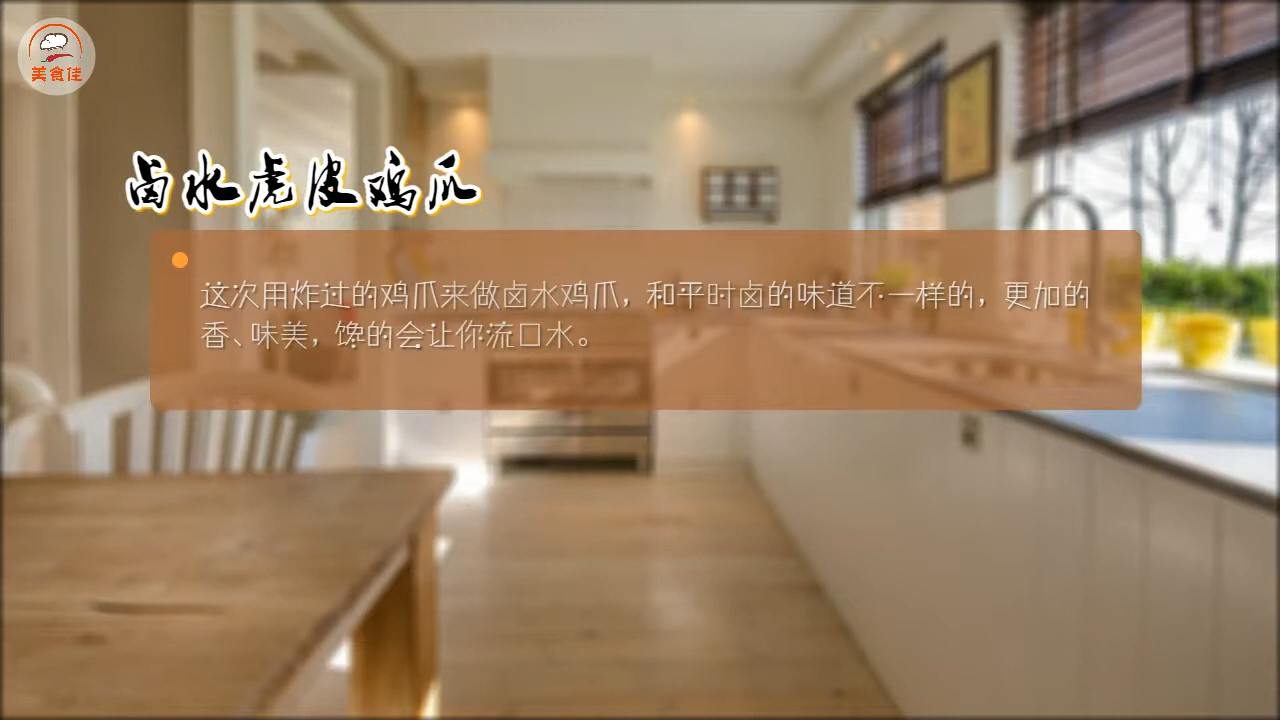 美食佳
卤水虎皮鸡爪
这次用炸过的鸡爪来做卤水鸡爪，和平时卤的味道不一样的，更加的
香、味美，馋的会让你流口水。